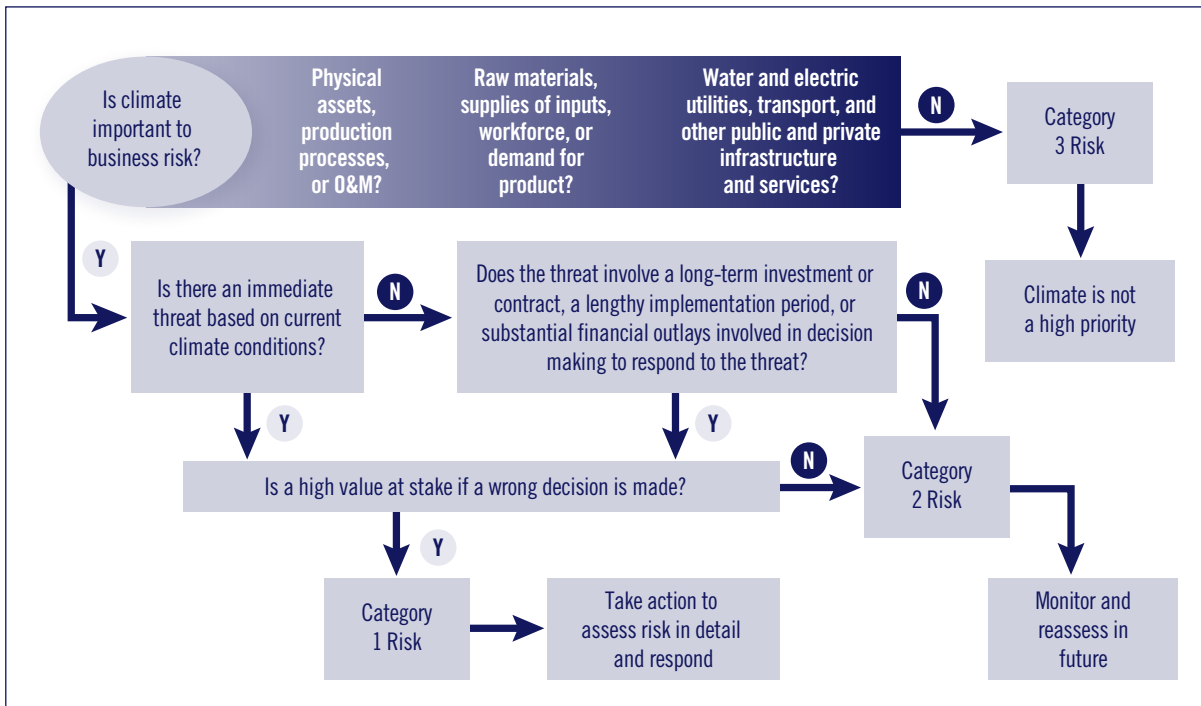 Is climate
important to
business risk?
Physical
assets,
production
processes,
or O&M?
Raw materials,
supplies of inputs,
workforce, or
demand for
product?
Water and electric
utilities, transport, and
other public and private
infrastructure
and services?
N
Category
3 Risk
Y
Is there an immediate
threat based on current
climate conditions?
N
Does the threat involve a long-term investment or
contract, a lengthy implementation period, or
substantial financial outlays involved in decision
making to respond to the threat?
N
Climate is not
a high priority
Y
Y
Is a high value at stake if a wrong decision is made?
N
Category
2 Risk
Y
Category
1 Risk
Take action to
assess risk in detail
and respond
Monitor and
reassess in
future